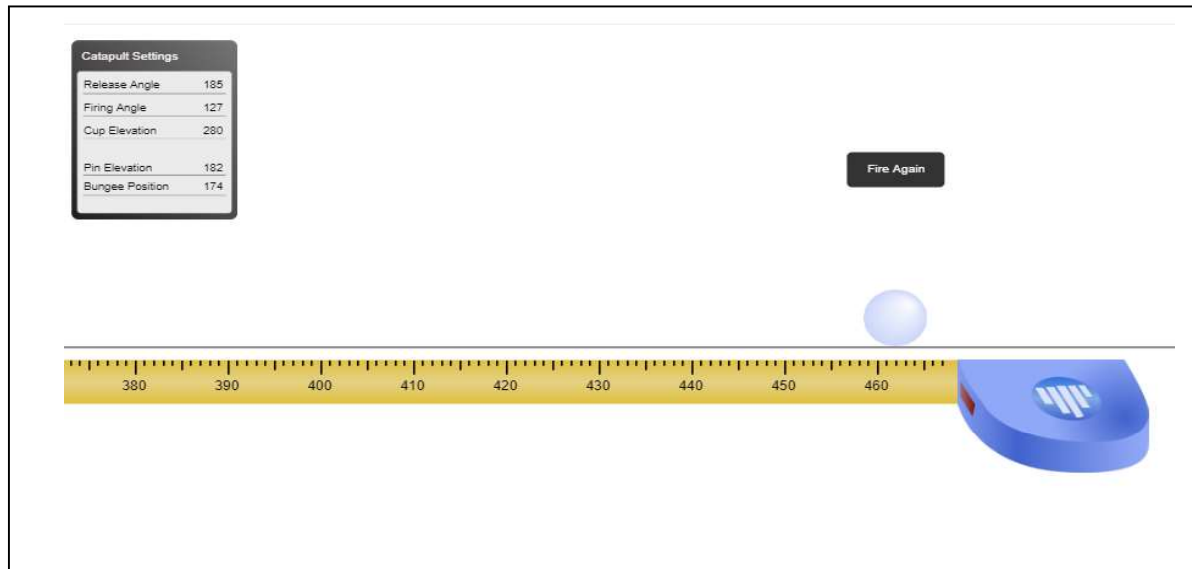 Catapult Settings
Release Angle 185
Firing Angle 127
Cup Elevation 280
Pin Elevation 182
Bungee Position 174
Fire Again
380 390 400 410 420 430 440 450 460